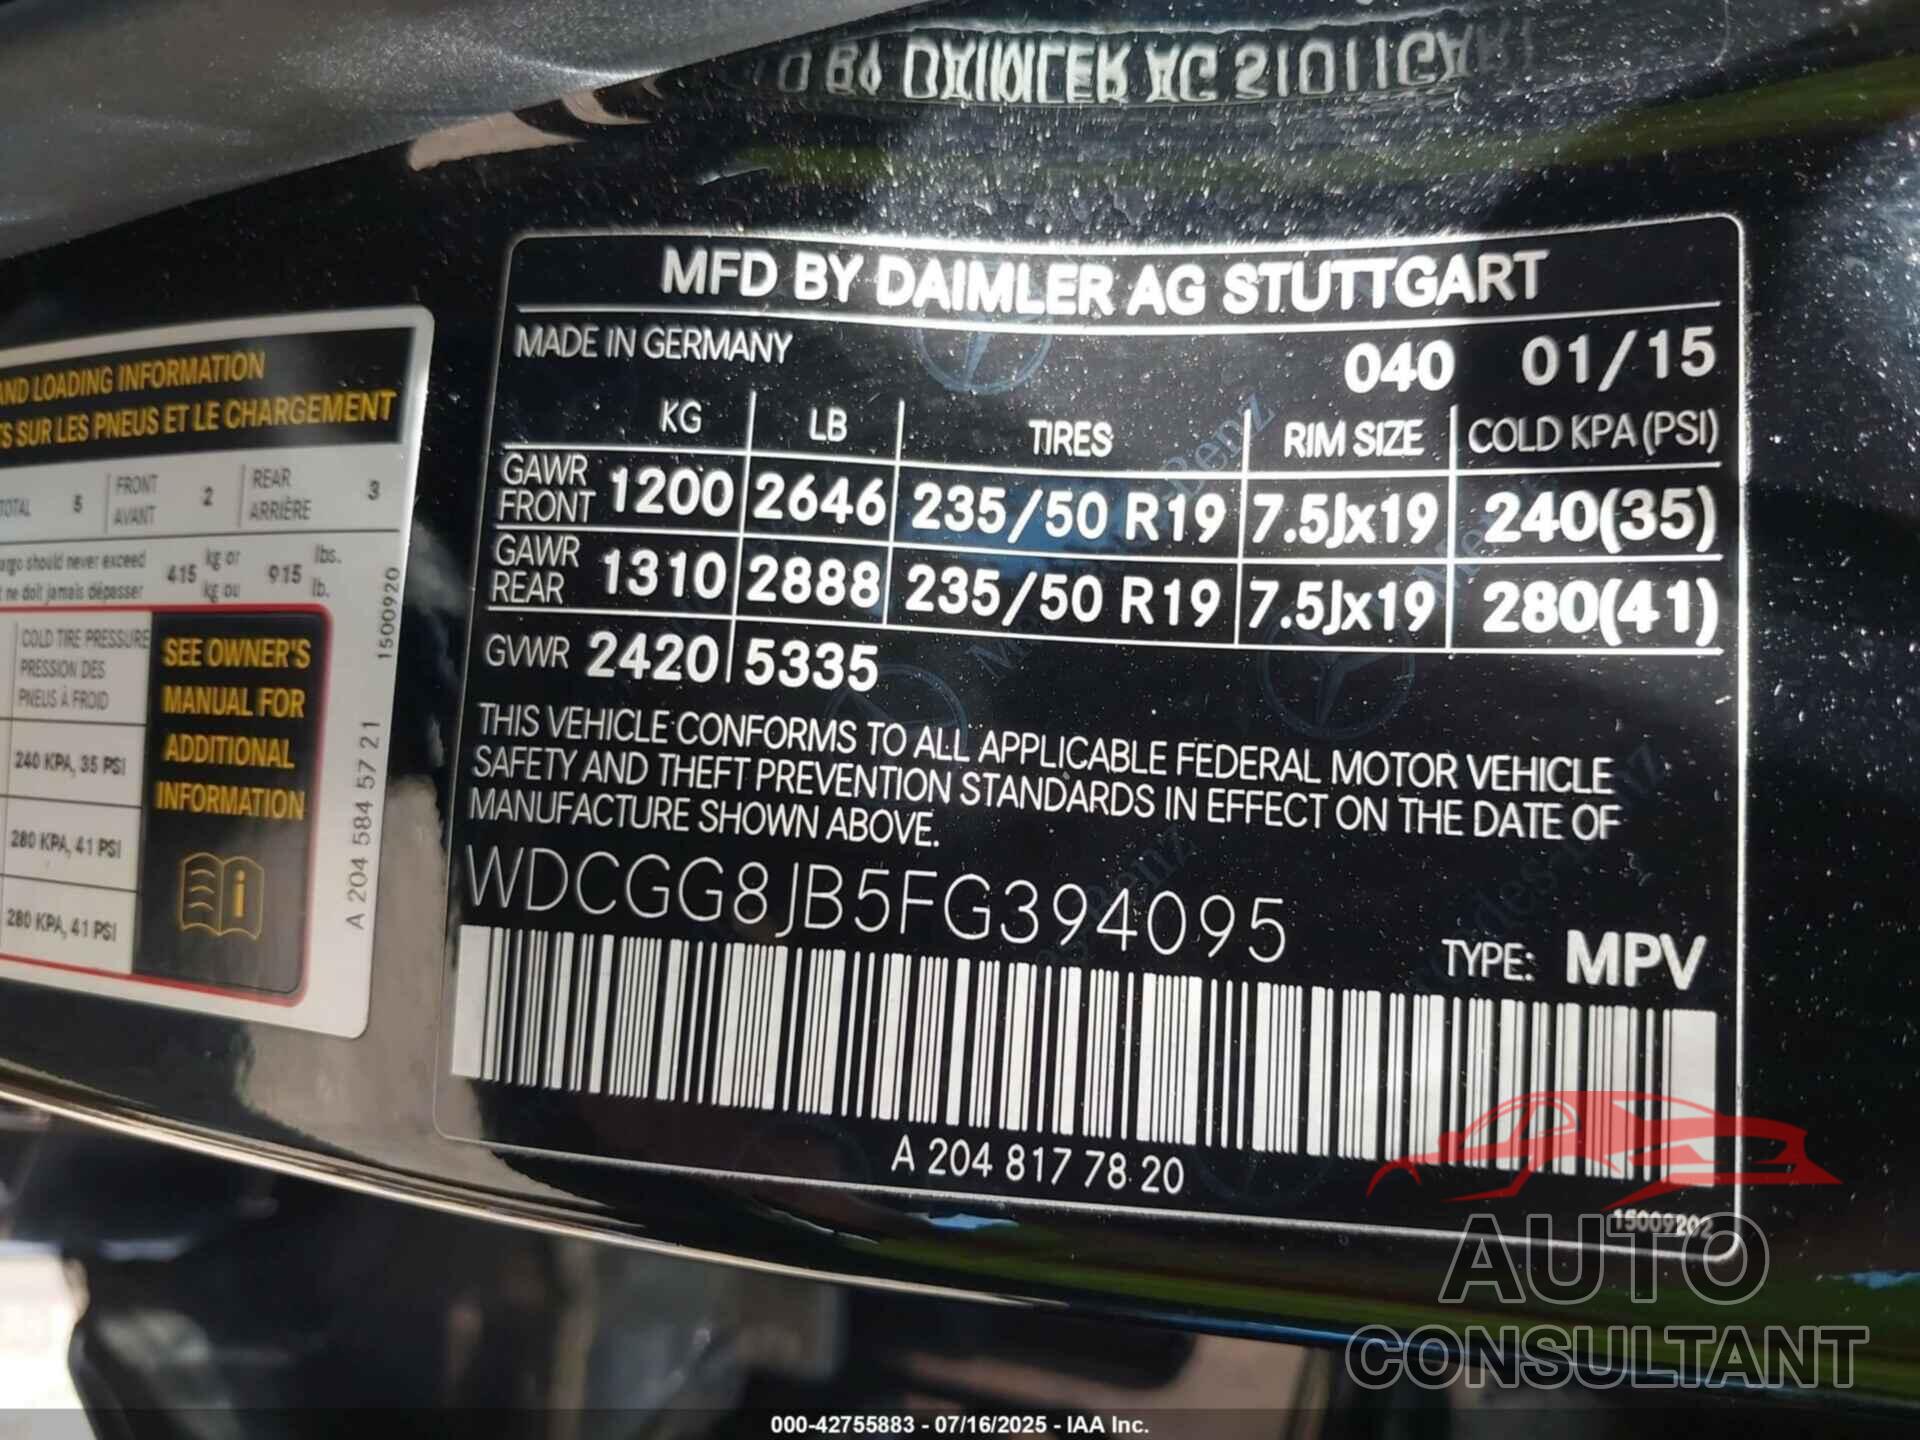 MFD BY DAIMLER AG STUTTGART
MADE IN GERMANY 040 01/15
KG LB TIRES RIM SIZE COLD KPA (PSI)
GAWR FRONT 1200 2646 235/50 R19 7.5Jx19 240(35)
GAWR REAR 1310 2888 235/50 R19 7.5Jx19 280(41)
GVWR 2420 5335
THIS VEHICLE CONFORMS TO ALL APPLICABLE FEDERAL MOTOR VEHICLE
SAFETY AND THEFT PREVENTION STANDARDS IN EFFECT ON THE DATE OF
MANUFACTURE SHOWN ABOVE.
WDCGG8JB5FG394095
TYPE: MPV
A 204 817 78 20
15009202
AND LOADING INFORMATION
SUR LES PNEUS ET LE CHARGEMENT
TOTAL 5 FRONT AVANT 2 REAR ARRIÈRE 3
should never exceed 415 kg or 915 lbs.
ne doit jamais dépasser kg ou lb.
COLD TIRE PRESSURE
PRESSION DES
PNEUS À FROID
240 KPA, 35 PSI
280 KPA, 41 PSI
280 KPA, 41 PSI
SEE OWNER'S
MANUAL FOR
ADDITIONAL
INFORMATION
A 204 584 57 21
1500920
AUTO
CONSULTANT
000-42755883 - 07/16/2025 - IAA Inc.